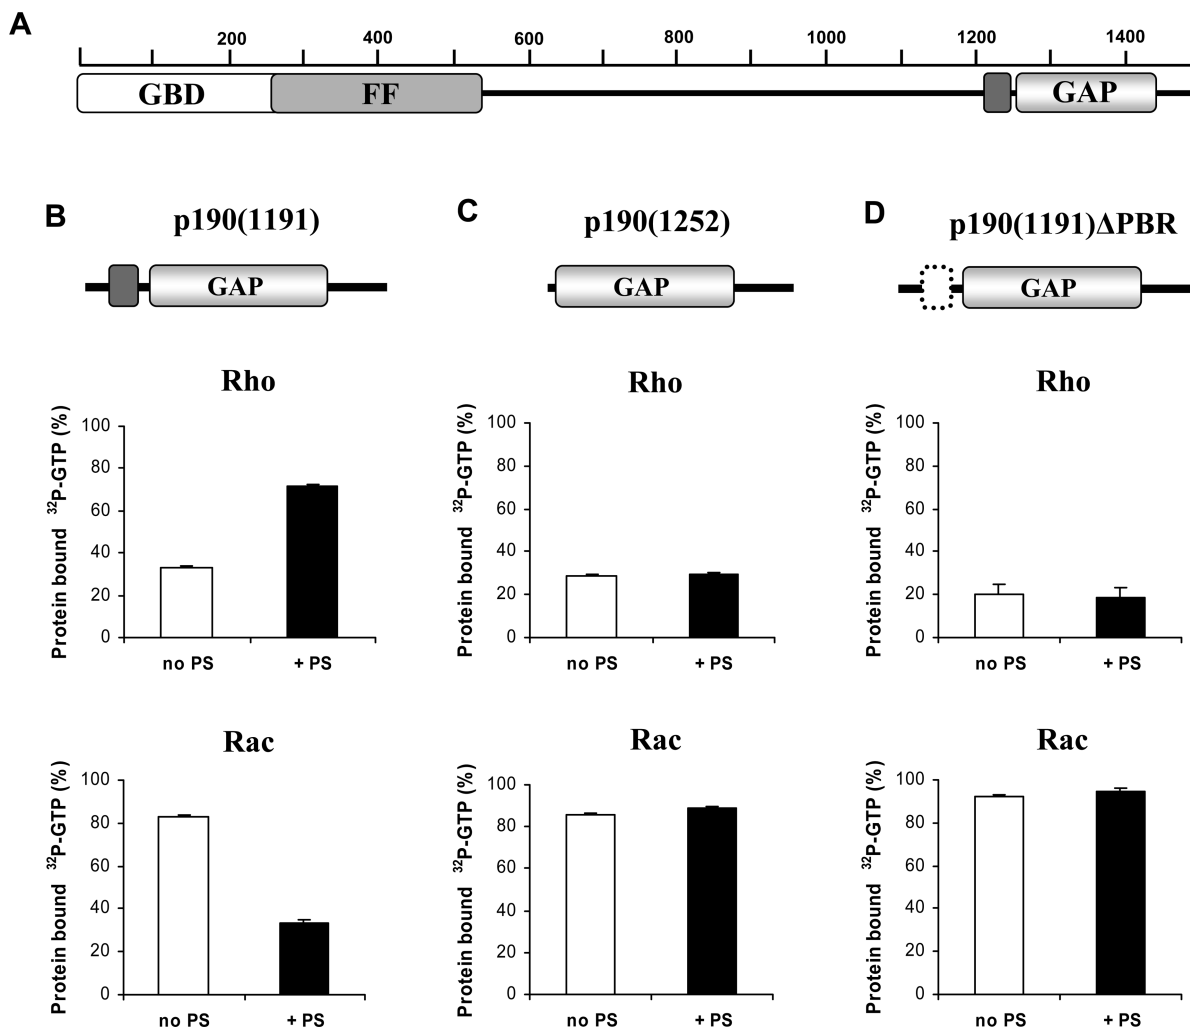 A
200 400 600 800 1000 1200 1400
GBD FF GAP
B
p190(1191)
GAP
Rho
Protein bound ³²P-GTP (%)
100
80
60
40
20
0
no PS + PS
Rac
Protein bound ³²P-GTP (%)
100
80
60
40
20
0
no PS + PS
C
p190(1252)
GAP
Rho
Protein bound ³²P-GTP (%)
100
80
60
40
20
0
no PS + PS
Rac
Protein bound ³²P-GTP (%)
100
80
60
40
20
0
no PS + PS
D
p190(1191)ΔPBR
GAP
Rho
Protein bound ³²P-GTP (%)
100
80
60
40
20
0
no PS + PS
Rac
Protein bound ³²P-GTP (%)
100
80
60
40
20
0
no PS + PS